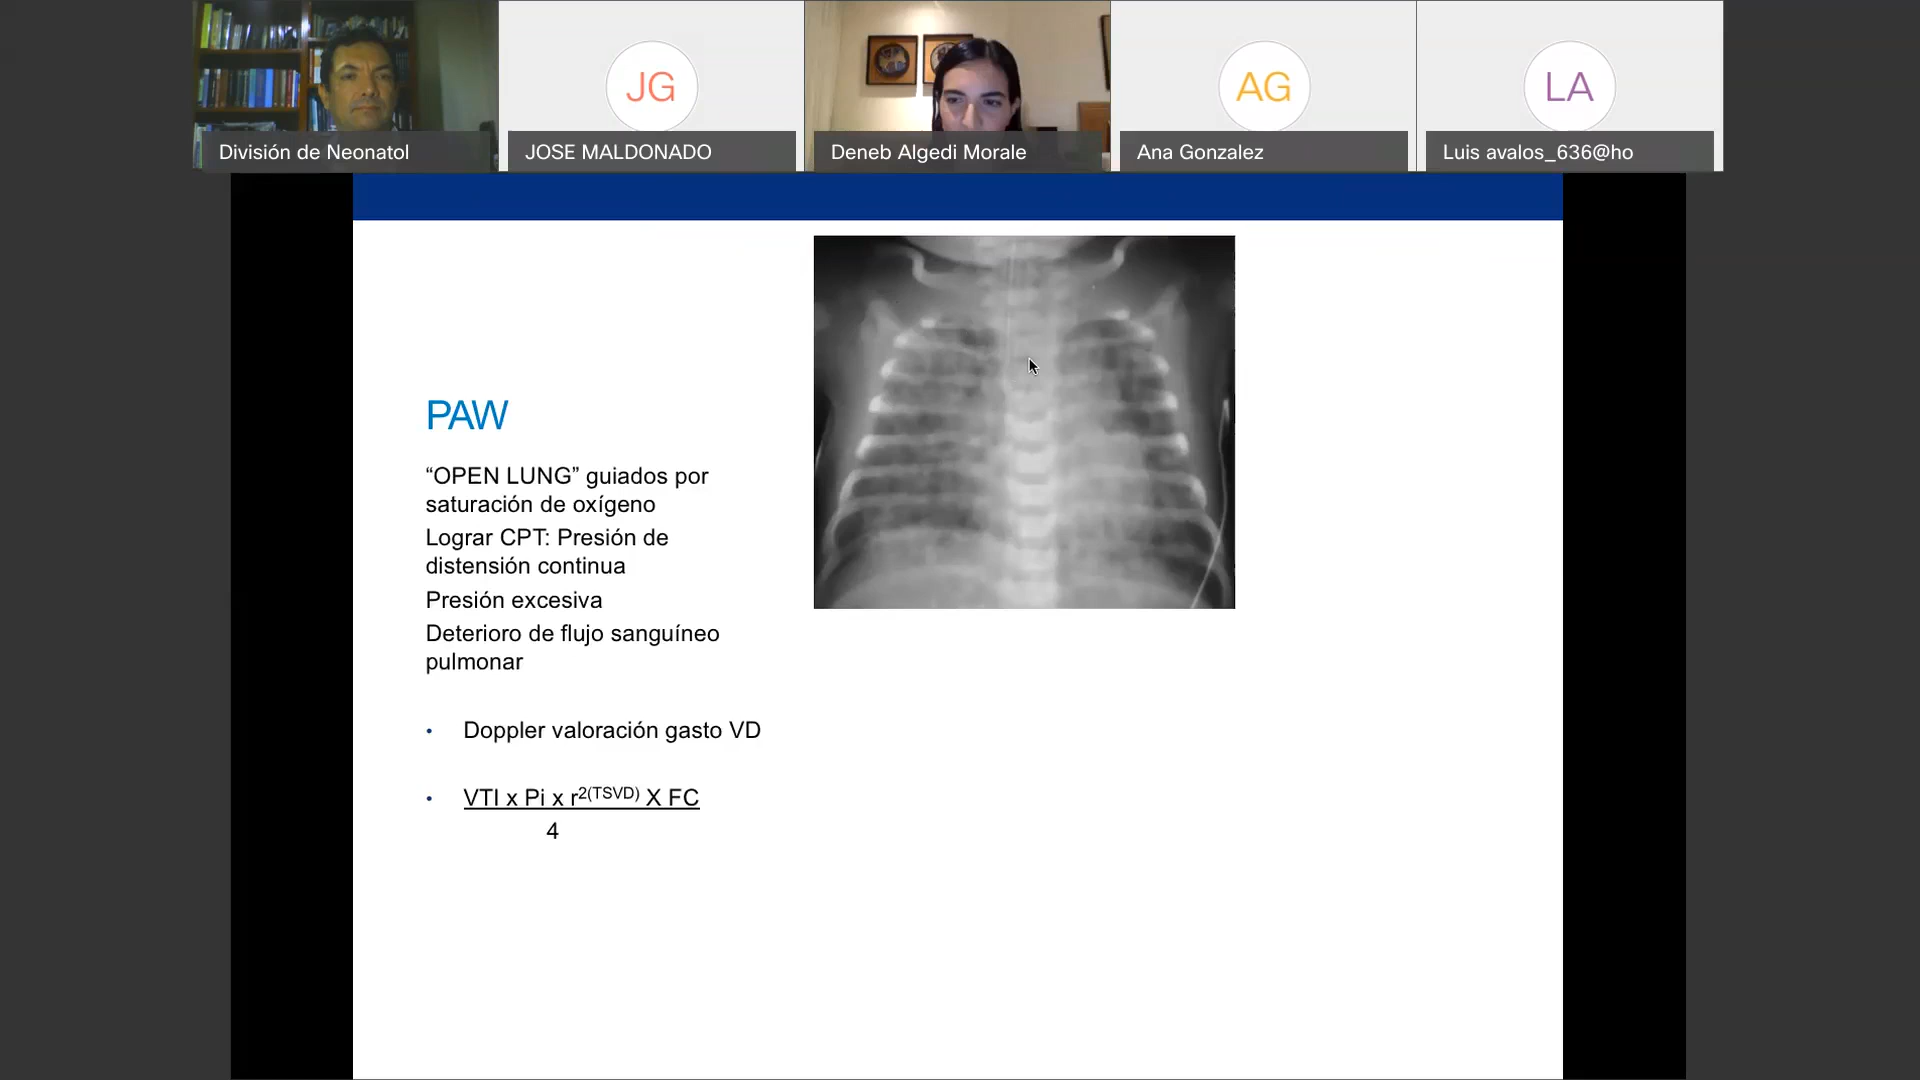 JG
AG
LA
División de Neonatol
JOSE MALDONADO
Deneb Algedi Morale
Ana Gonzalez
Luis avalos_636@ho
PAW
“OPEN LUNG” guiados por
saturación de oxígeno
Lograr CPT: Presión de
distensión continua
Presión excesiva
Deterioro de flujo sanguíneo
pulmonar
• Doppler valoración gasto VD
• VTI x Pi x r2(TSVD) X FC
4